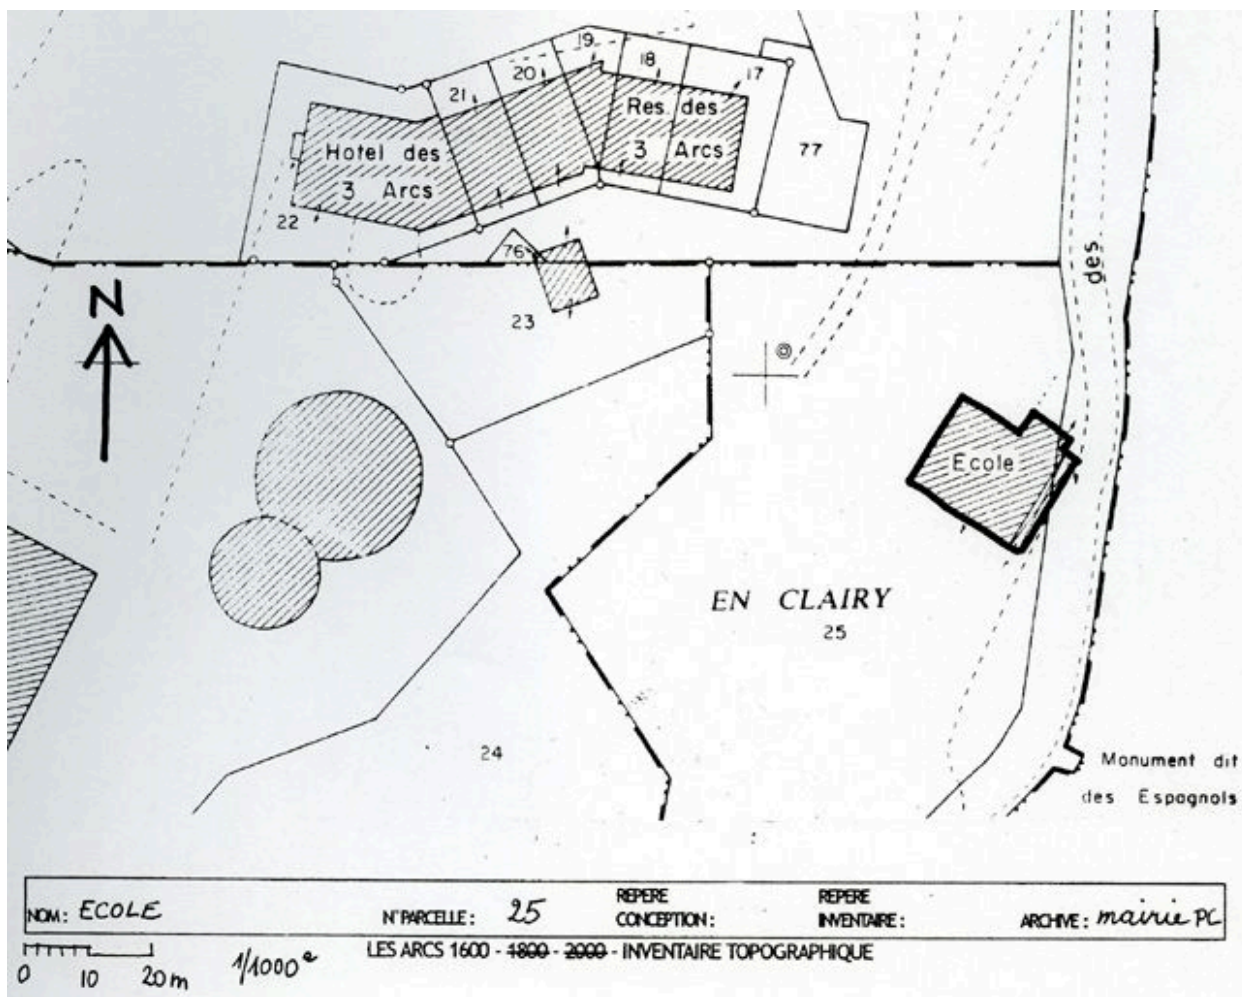 19
18
20
17
21
Res. des
Hotel des
3 Arcs
77
3 Arcs
22
76
des
N
23
Ecole
EN CLAIRY
25
24
Monument dit
des Espagnols
NOM : ECOLE
N° PARCELLE : 25
REPERE
CONCEPTION :
REPERE
INVENTAIRE :
ARCHIVE : mairie PC
0 10 20m
1/1000e
LES ARCS 1600 - 1800 - 2000 - INVENTAIRE TOPOGRAPHIQUE